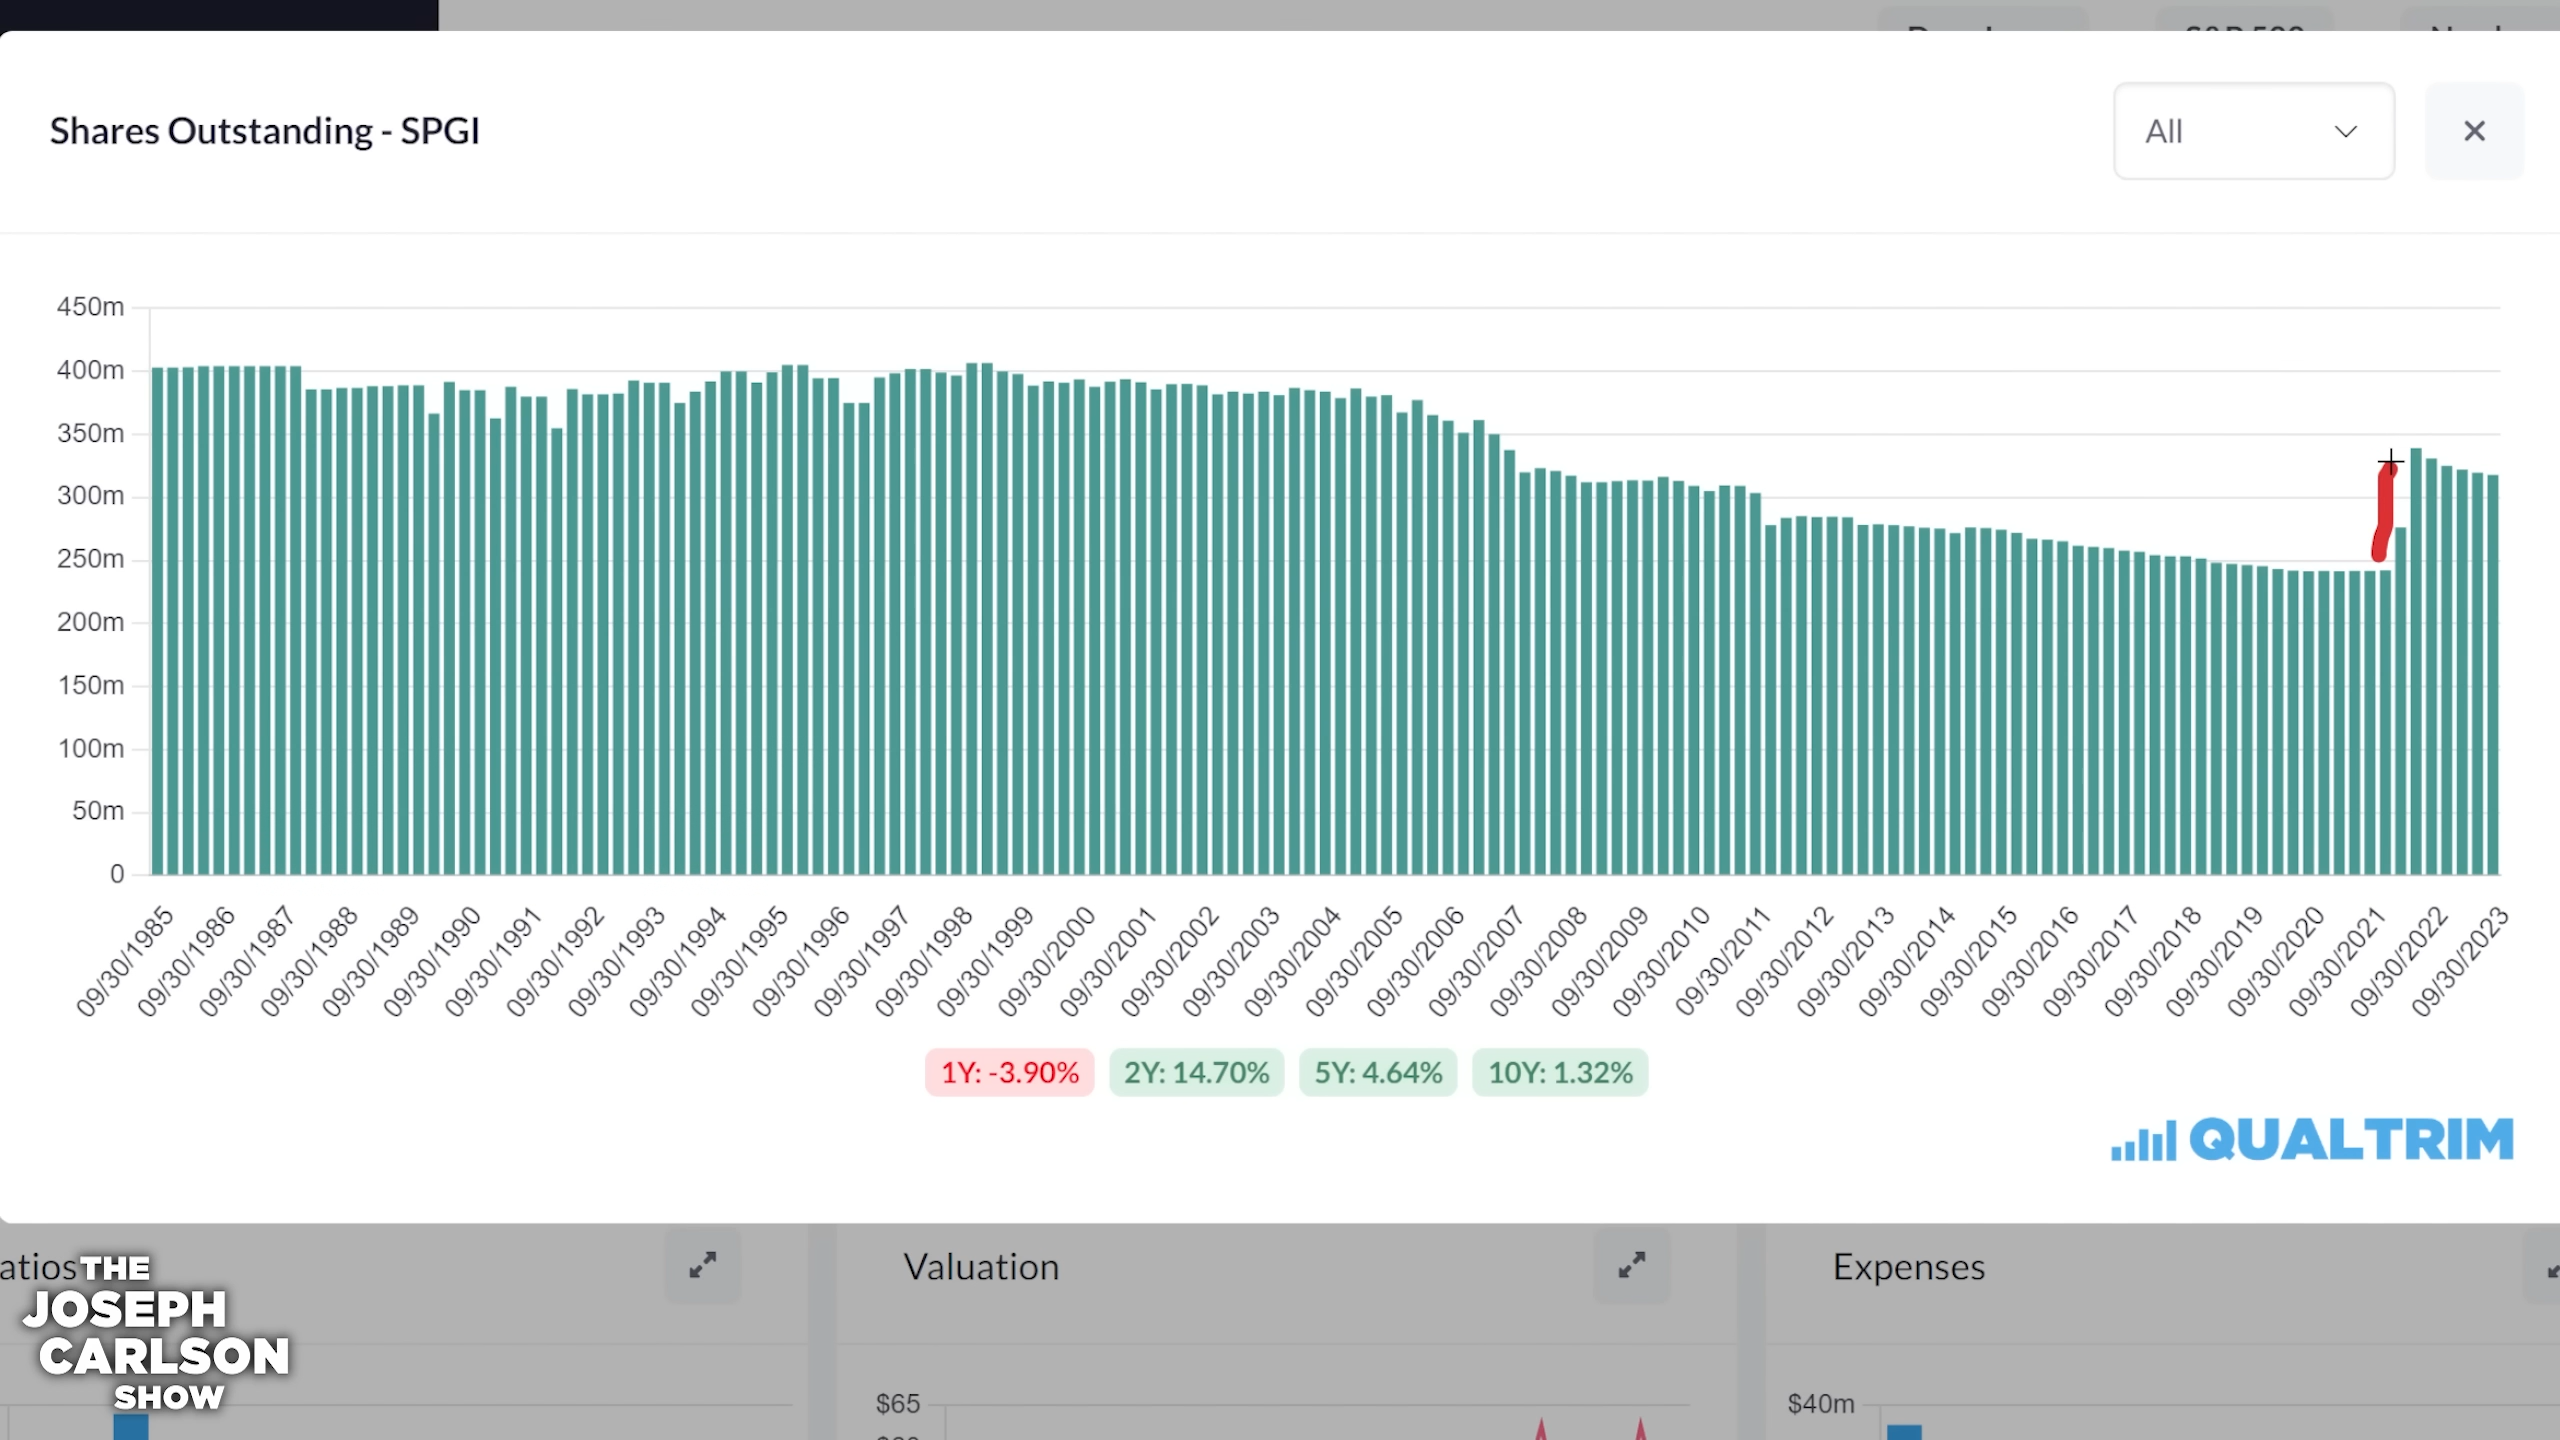 Shares Outstanding - SPGI
All
450m
400m
350m
300m
250m
200m
150m
100m
50m
0
09/30/1985
09/30/1986
09/30/1987
09/30/1988
09/30/1989
09/30/1990
09/30/1991
09/30/1992
09/30/1993
09/30/1994
09/30/1995
09/30/1996
09/30/1997
09/30/1998
09/30/1999
09/30/2000
09/30/2001
09/30/2002
09/30/2003
09/30/2004
09/30/2005
09/30/2006
09/30/2007
09/30/2008
09/30/2009
09/30/2010
09/30/2011
09/30/2012
09/30/2013
09/30/2014
09/30/2015
09/30/2016
09/30/2017
09/30/2018
09/30/2019
09/30/2020
09/30/2021
09/30/2022
09/30/2023
1Y: -3.90% 2Y: 14.70% 5Y: 4.64% 10Y: 1.32%
QUALTRIM
atios
Valuation
Expenses
THE
JOSEPH
CARLSON
SHOW
$65
$40m